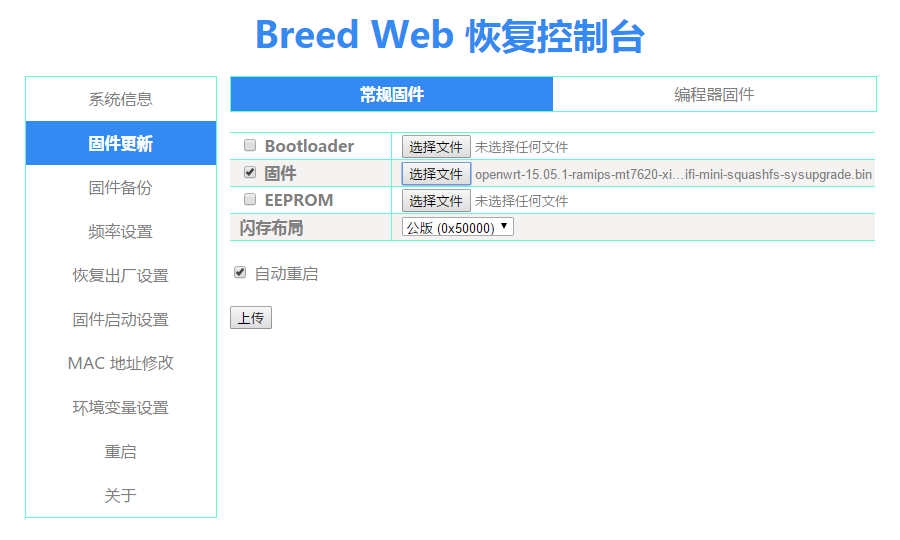 Breed Web 恢复控制台
系统信息
固件更新
固件备份
频率设置
恢复出厂设置
固件启动设置
MAC 地址修改
环境变量设置
重启
关于
常规固件 编程器固件
Bootloader 选择文件 未选择任何文件
固件 选择文件 openwrt-15.05.1-ramips-mt7620-xi...ifi-mini-squashfs-sysupgrade.bin
EEPROM 选择文件 未选择任何文件
闪存布局 公版 (0x50000)
自动重启
上传